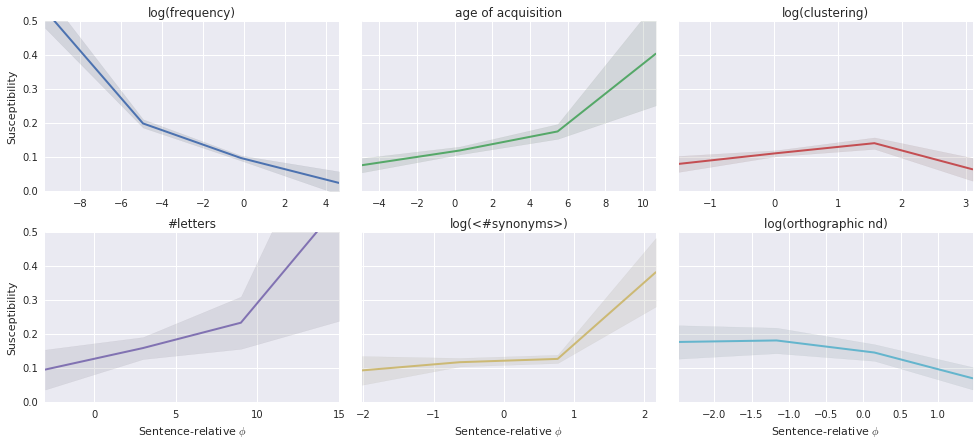 log(frequency)
age of acquisition
log(clustering)
Susceptibility
0.5
0.4
0.3
0.2
0.1
0.0
−8 −6 −4 −2 0 2 4
−4 −2 0 2 4 6 8 10
−1 0 1 2 3
#letters
log(<#synonyms>)
log(orthographic nd)
Susceptibility
0.5
0.4
0.3
0.2
0.1
0.0
0 5 10 15
−2 −1 0 1 2
−2.0 −1.5 −1.0 −0.5 0.0 0.5 1.0
Sentence-relative ϕ
Sentence-relative ϕ
Sentence-relative ϕ